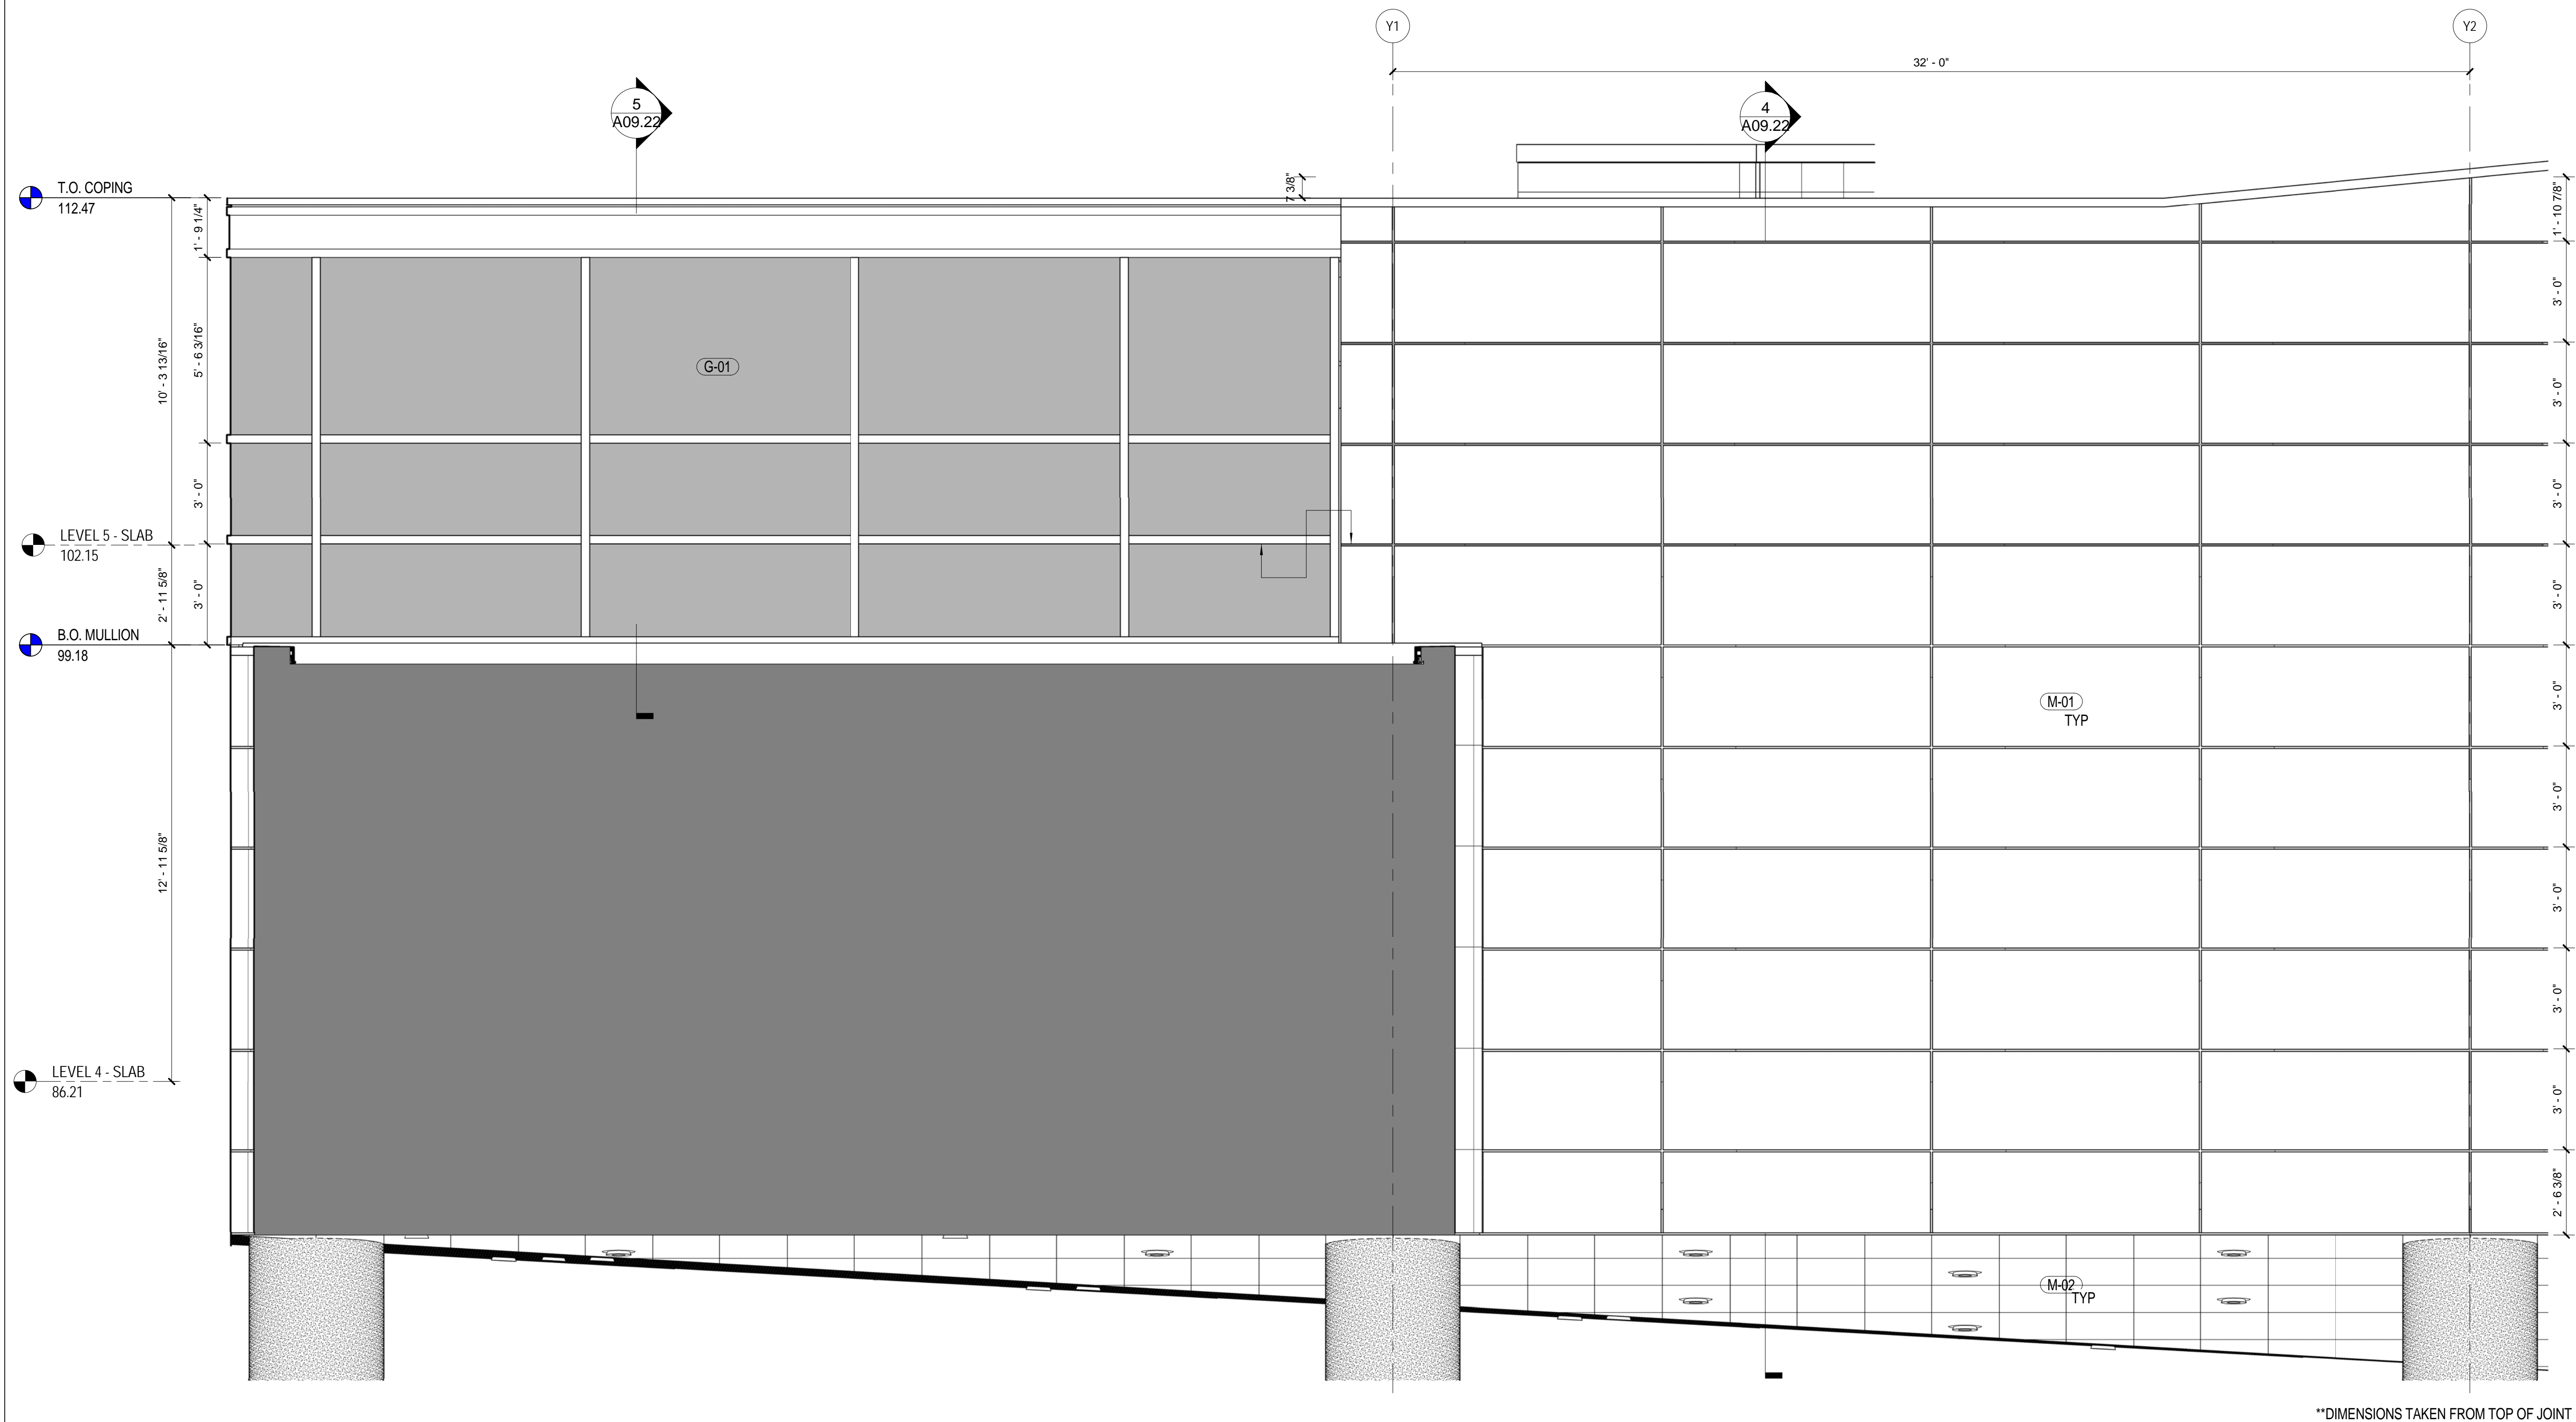 Y1
Y2
32' - 0"
5
A09.22
4
A09.22
T.O. COPING
112.47
7 3/8"
1' - 9 1/4"
1' - 10 7/8"
3' - 0"
10' - 3 13/16"
5' - 6 3/16"
G-01
3' - 0"
3' - 0"
3' - 0"
LEVEL 5 - SLAB
102.15
2' - 11 5/8"
3' - 0"
3' - 0"
B.O. MULLION
99.18
M-01
TYP
3' - 0"
3' - 0"
12' - 11 5/8"
3' - 0"
3' - 0"
LEVEL 4 - SLAB
86.21
3' - 0"
2' - 6 3/8"
M-02
TYP
**DIMENSIONS TAKEN FROM TOP OF JOINT